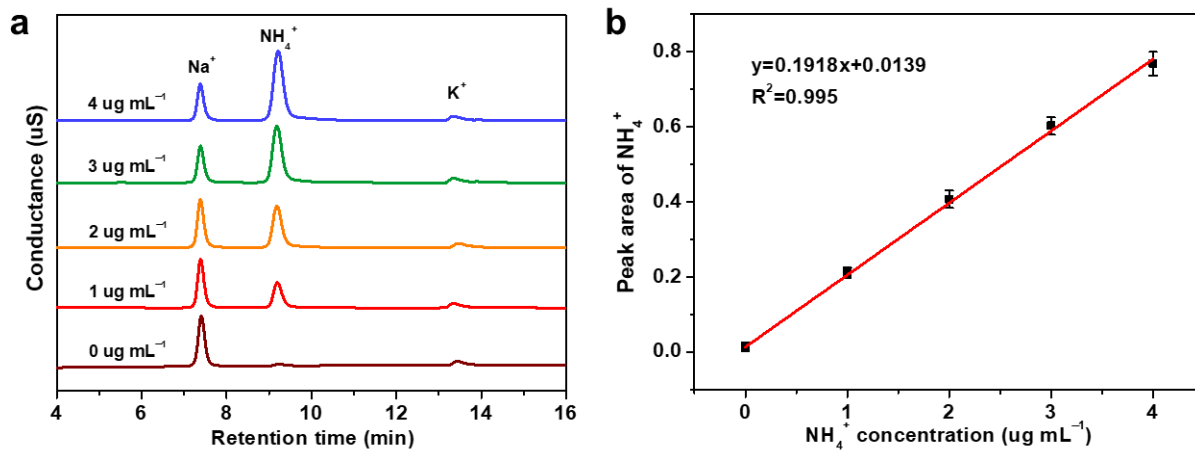 a
Na⁺
NH₄⁺
K⁺
4 ug mL⁻¹
3 ug mL⁻¹
2 ug mL⁻¹
1 ug mL⁻¹
0 ug mL⁻¹
Conductance (uS)
4 6 8 10 12 14 16
Retention time (min)
b
y=0.1918x+0.0139
R²=0.995
Peak area of NH₄⁺
0.8
0.6
0.4
0.2
0.0
0 1 2 3 4
NH₄⁺ concentration (ug mL⁻¹)